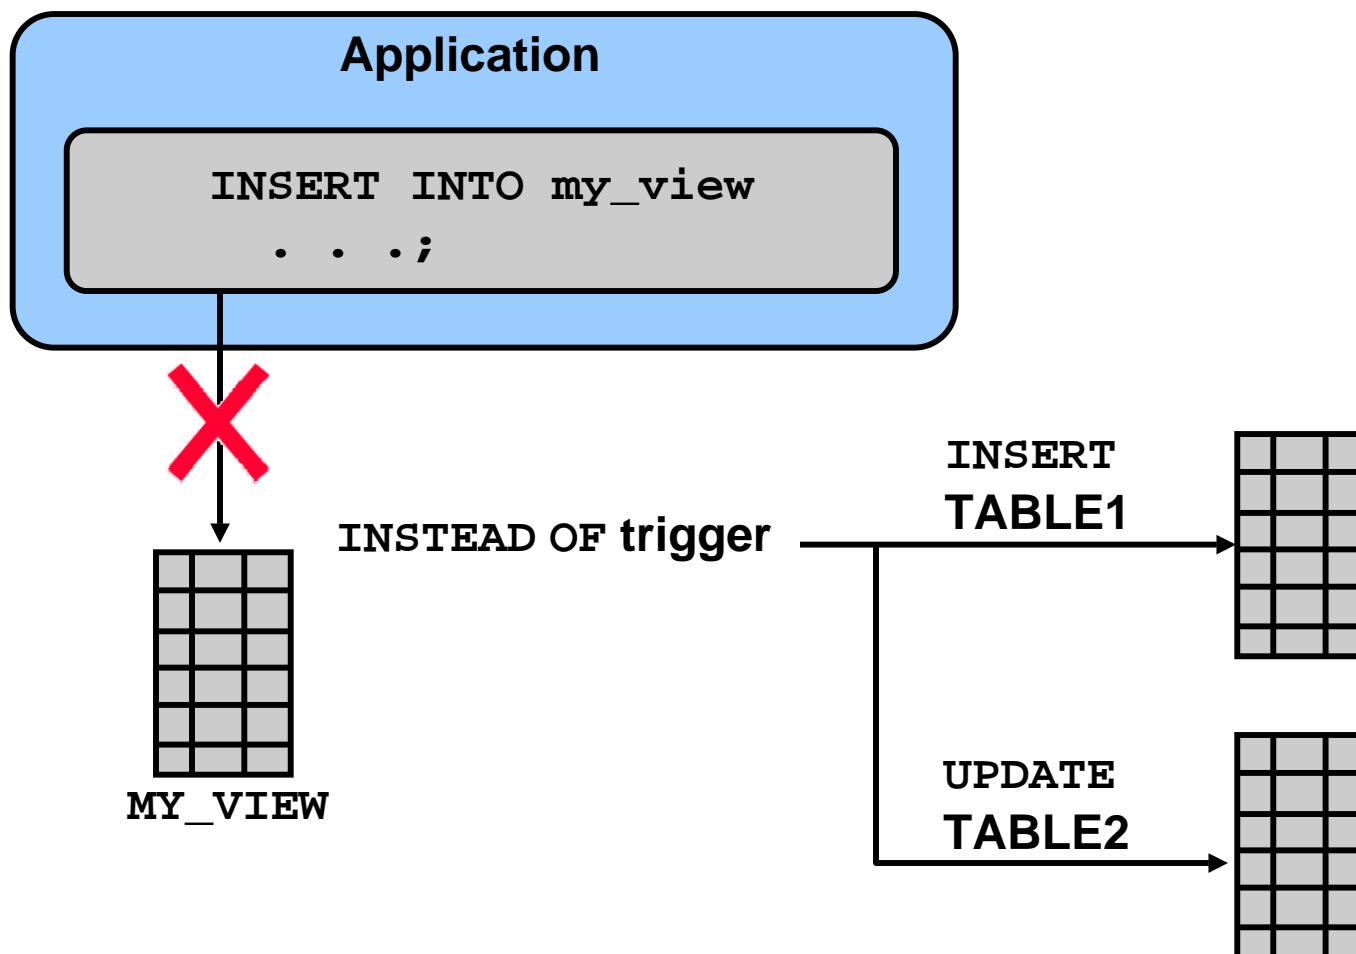 Application
INSERT INTO my_view
. . .;
INSTEAD OF trigger
INSERT
TABLE1
MY_VIEW
UPDATE
TABLE2